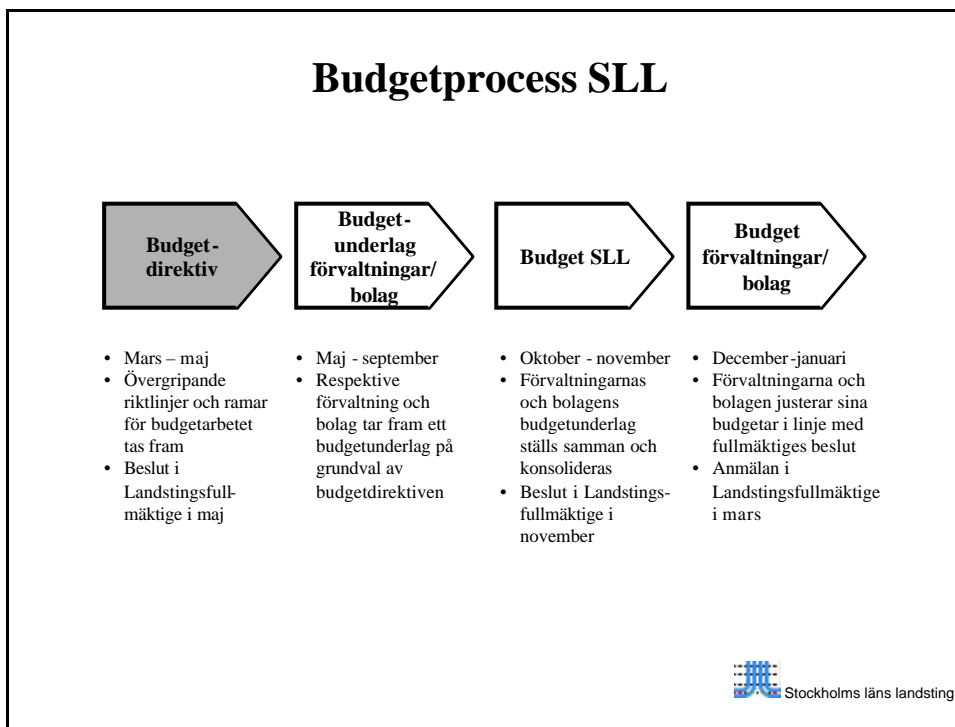 Budgetprocess SLL
Budget-
direktiv
Budget-
underlag
förvaltningar/
bolag
Budget SLL
Budget
förvaltningar/
bolag
• Mars – maj
• Övergripande
riktlinjer och ramar
för budgetarbetet
tas fram
• Beslut i
Landstingsfull-
mäktige i maj
• Maj - september
• Respektive
förvaltning och
bolag tar fram ett
budgetunderlag på
grundval av
budgetdirektiven
• Oktober - november
• Förvaltningarnas
och bolagens
budgetunderlag
ställs samman och
konsolideras
• Beslut i Landstings-
fullmäktige i
november
• December-januari
• Förvaltningarna och
bolagen justerar sina
budgetar i linje med
fullmäktiges beslut
• Anmälan i
Landstingsfullmäktige
i mars
Stockholms läns landsting